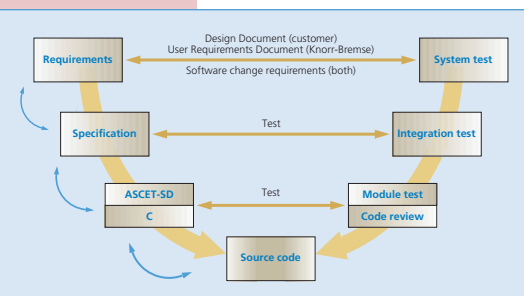 Design Document (customer)
User Requirements Document (Knorr-Bremse)
Requirements
System test
Software change requirements (both)
Specification
Test
Integration test
ASCET-SD
C
Test
Module test
Code review
Source code